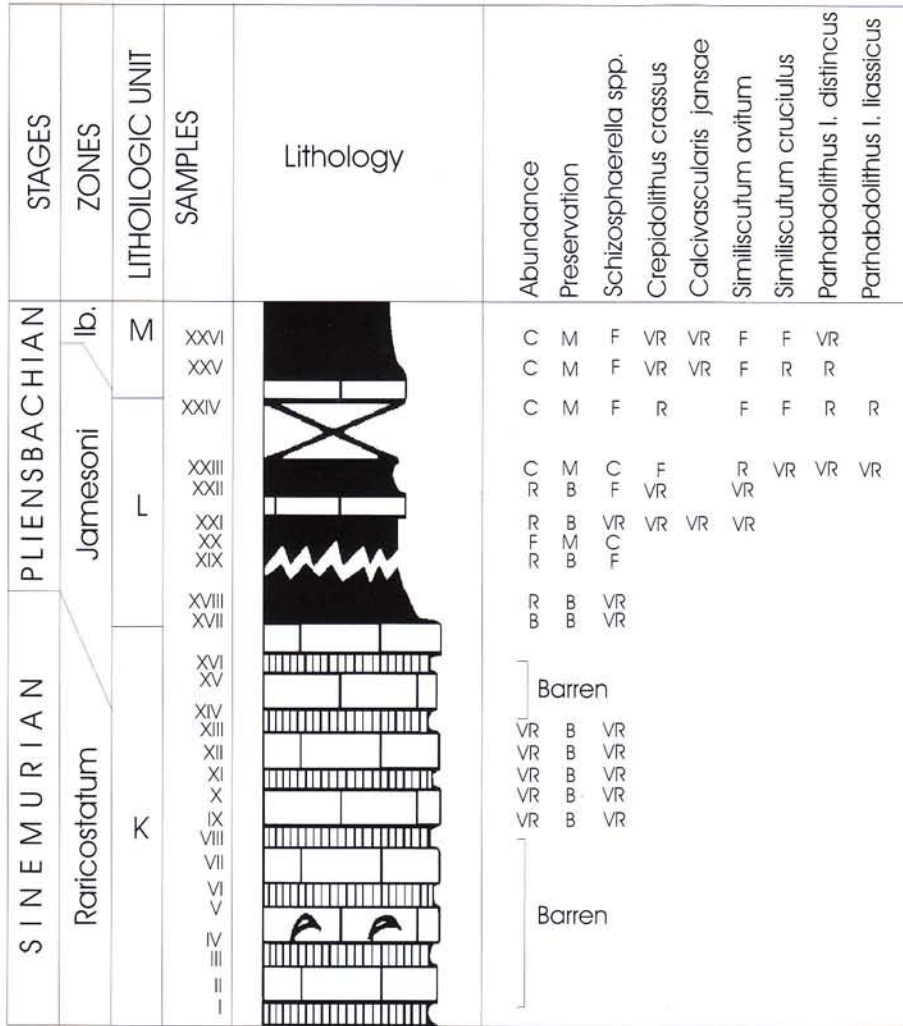 STAGES ZONES LITHOILOGIC UNIT SAMPLES Lithology Abundance Preservation Schizosphaerella spp. Crepidolithus crassus Calcivascularis jansae Similiscutum avitum Similiscutum cruciulus Parhabdolithus l. distincus Parhabdolithus l. liassicus
PLIENSBACHIAN Ib. M
XXVI C M F VR VR F F VR
XXV C M F VR VR F R R
XXIV C M F R F F R R
Jamesoni L
XXIII C M C F R VR VR VR
XXII R B F VR VR
XXI R B VR VR VR VR
XX F M C
XIX R B F
XVIII R B VR
XVII B B VR
SINEMURIAN Raricostatum K
XVI
XV Barren
XIV
XIII VR B VR
XII VR B VR
XI VR B VR
X VR B VR
IX VR B VR
VIII
VII
VI
V Barren
IV
III
II
I